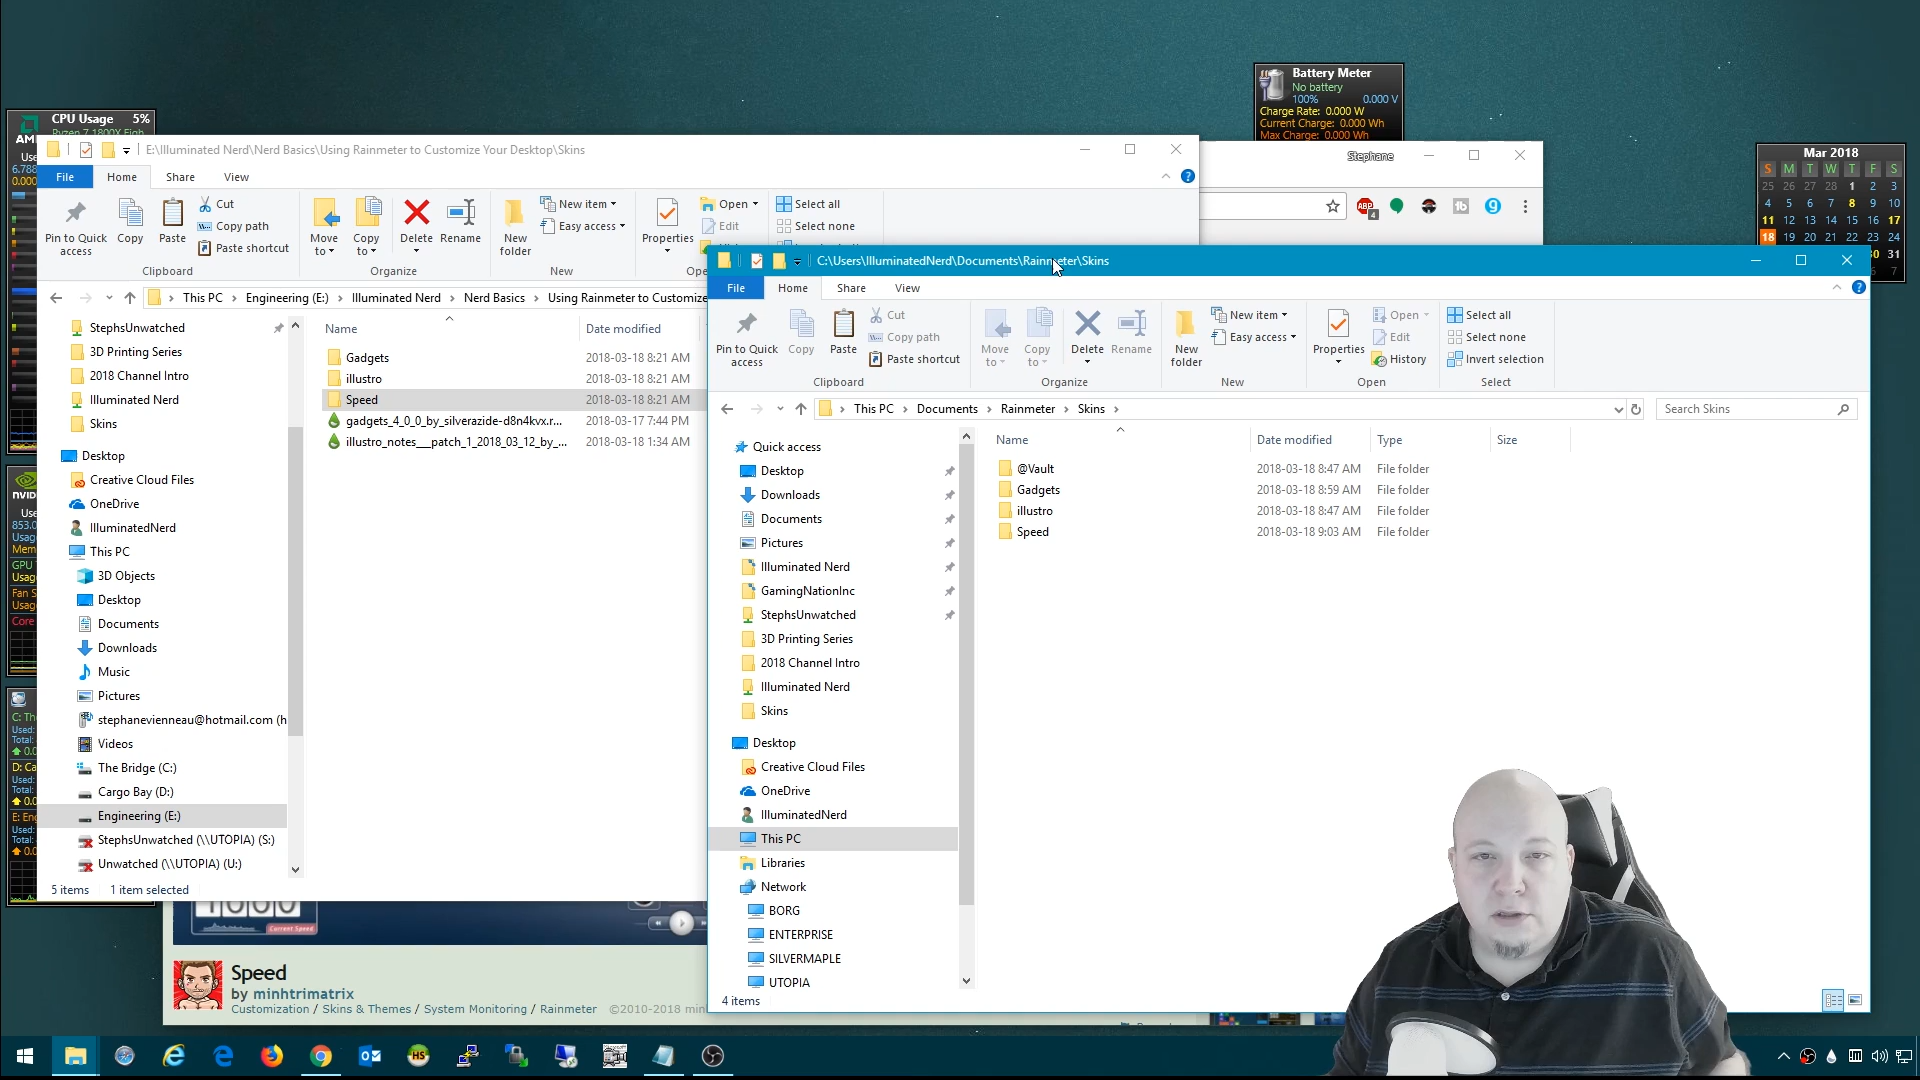 Battery Meter
No battery
100% 0.000 V
Charge Rate: 0.000 W
Current Charge: 0.000 Wh
Max Charge: 0.000 Wh
CPU Usage 5%
E:\Illuminated Nerd\Nerd Basics\Using Rainmeter to Customize Your Desktop\Skins
Stephane
Mar 2018
S M T W T F S
25 26 27 28 1 2 3
4 5 6 7 8 9 10
11 12 13 14 15 16 17
18 19 20 21 22 23 24
File Home Share View
Pin to Quick access
Copy
Paste
Cut
Copy path
Paste shortcut
Clipboard
Move to
Copy to
Delete
Rename
Organize
New folder
New item
Easy access
New
Properties
Open
Edit
Select all
Select none
This PC > Engineering (E:) > Illuminated Nerd > Nerd Basics > Using Rainmeter to Customize
StephsUnwatched
3D Printing Series
2018 Channel Intro
Illuminated Nerd
Skins
Desktop
Creative Cloud Files
OneDrive
IlluminatedNerd
This PC
3D Objects
Desktop
Documents
Downloads
Music
Pictures
stephanevienneau@hotmail.com (h
Videos
The Bridge (C:)
Cargo Bay (D:)
Engineering (E:)
StephsUnwatched (\\UTOPIA) (S:)
Unwatched (\\UTOPIA) (U:)
Name Date modified
Gadgets 2018-03-18 8:21 AM
illustro 2018-03-18 8:21 AM
Speed 2018-03-18 8:21 AM
gadgets_4_0_0_by_silverazide-d8n4kvx.r... 2018-03-17 7:44 PM
illustro_notes__patch_1_2018_03_12_by_... 2018-03-18 1:34 AM
5 items 1 item selected
C:\Users\IlluminatedNerd\Documents\Rainmeter\Skins
File Home Share View
Pin to Quick access
Copy
Paste
Cut
Copy path
Paste shortcut
Clipboard
Move to
Copy to
Delete
Rename
Organize
New folder
New item
Easy access
New
Properties
Open
Edit
History
Open
Select all
Select none
Invert selection
Select
This PC > Documents > Rainmeter > Skins >
Search Skins
Quick access
Desktop
Downloads
Documents
Pictures
Illuminated Nerd
GamingNationInc
StephsUnwatched
3D Printing Series
2018 Channel Intro
Illuminated Nerd
Skins
Desktop
Creative Cloud Files
OneDrive
IlluminatedNerd
This PC
Libraries
Network
BORG
ENTERPRISE
SILVERMAPLE
UTOPIA
Name Date modified Type Size
@Vault 2018-03-18 8:47 AM File folder
Gadgets 2018-03-18 8:59 AM File folder
illustro 2018-03-18 8:47 AM File folder
Speed 2018-03-18 9:03 AM File folder
4 items
Current Speed
Speed
by minhtrimatrix
Customization / Skins & Themes / System Monitoring / Rainmeter ©2010-2018